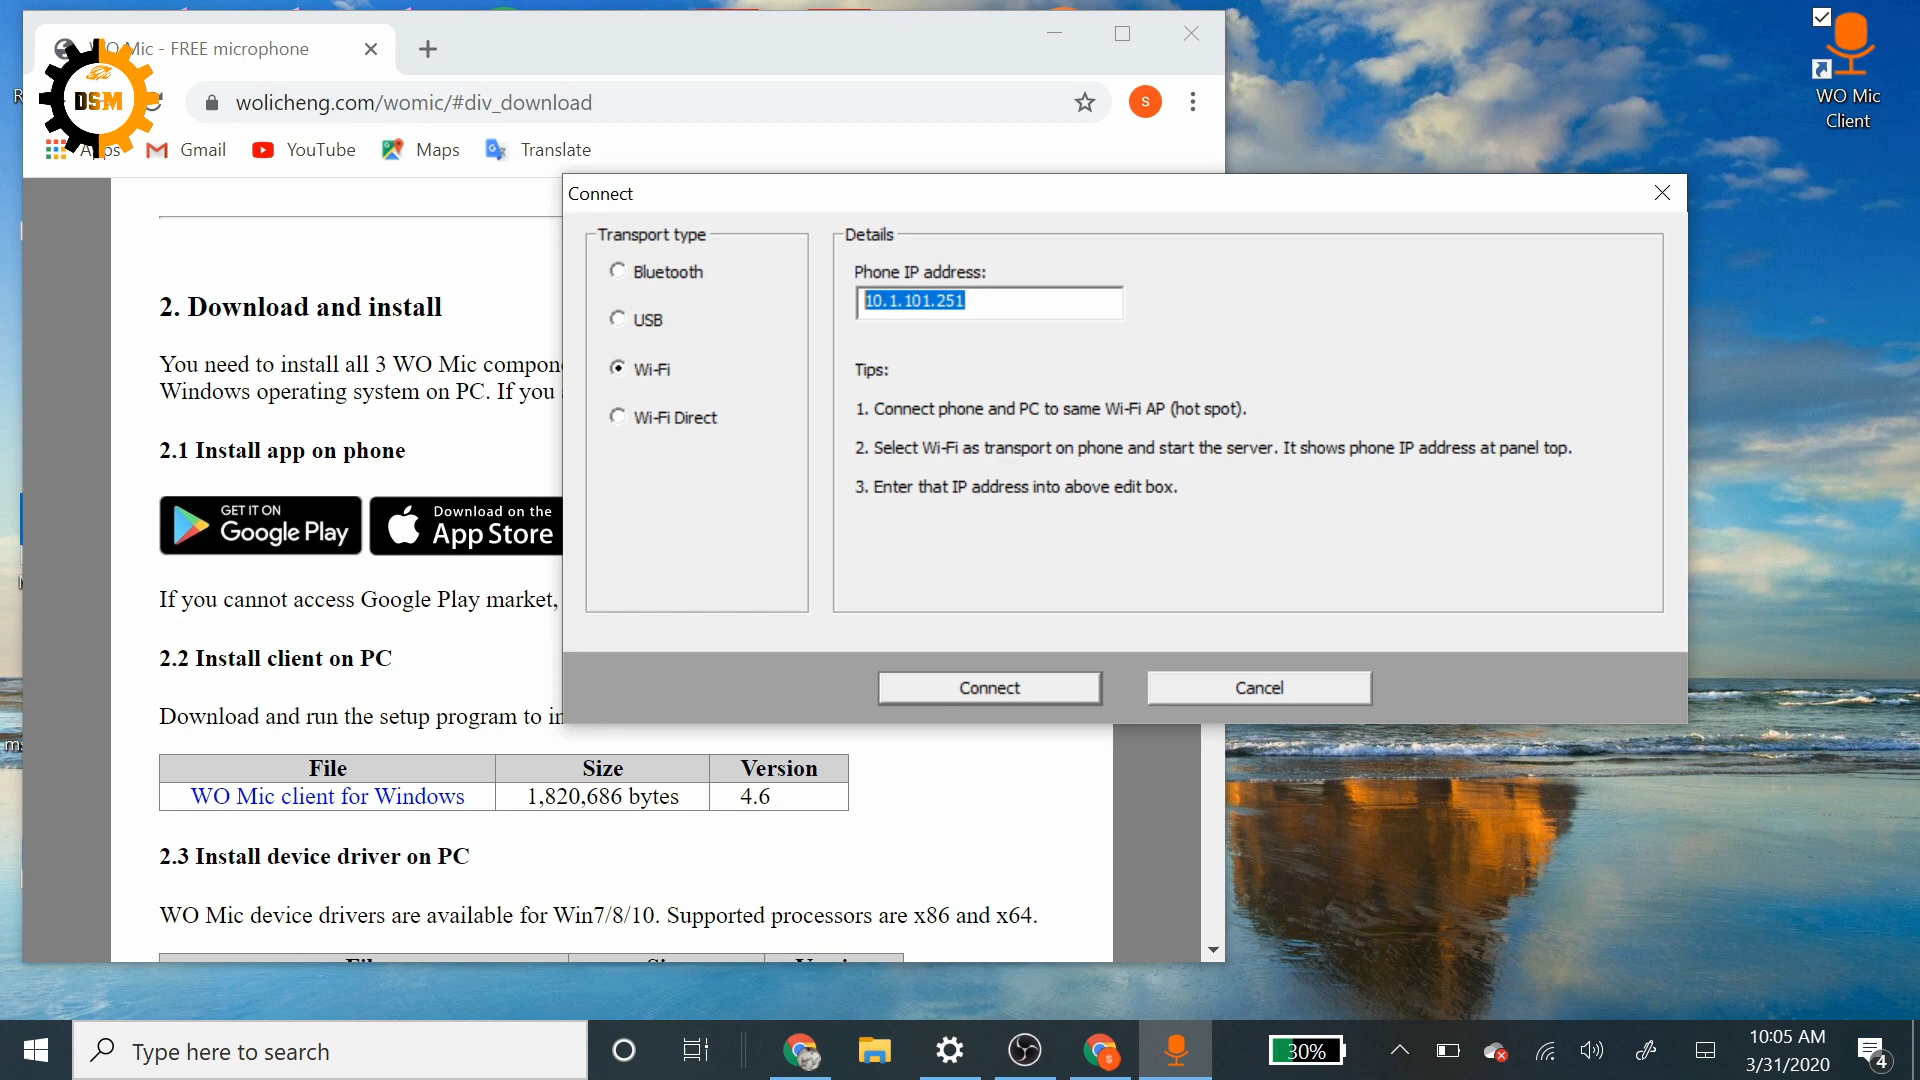 WO Mic - FREE microphone
DSM
wolicheng.com/womic/#div_download
S
Apps
Gmail
YouTube
Maps
Translate
WO Mic
Client
2. Download and install
You need to install all 3 WO Mic
Windows operating system on PC. If you
2.1 Install app on phone
GET IT ON
Google Play
Download on the
App Store
If you cannot access Google Play market,
2.2 Install client on PC
Download and run the setup program to
File Size Version
WO Mic client for Windows 1,820,686 bytes 4.6
2.3 Install device driver on PC
WO Mic device drivers are available for Win7/8/10. Supported processors are x86 and x64.
Connect
Transport type
Bluetooth
USB
Wi-Fi
Wi-Fi Direct
Details
Phone IP address:
10.1.101.251
Tips:
1. Connect phone and PC to same Wi-Fi AP (hot spot).
2. Select Wi-Fi as transport on phone and start the server. It shows phone IP address at panel top.
3. Enter that IP address into above edit box.
Connect
Cancel
Type here to search
S
30%
10:05 AM
3/31/2020
4